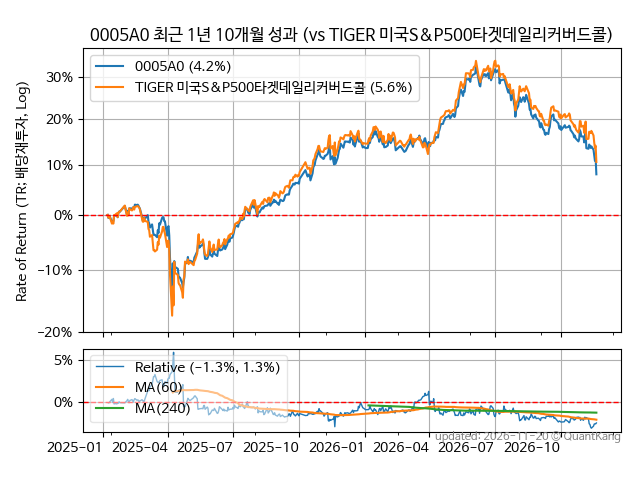 0005A0 최근 1년 10개월 성과 (vs TIGER 미국S&P500타겟데일리커버드콜)
0005A0 (4.2%)
TIGER 미국S&P500타겟데일리커버드콜 (5.6%)
Rate of Return (TR; 배당재투자, Log)
30%
20%
10%
0%
−10%
−20%
Relative (−1.3%, 1.3%)
MA(60)
MA(240)
5%
0%
2025−01
2025−04
2025−07
2025−10
2026−01
2026−04
2026−07
2026−10
updated: 2026−11−20 © QuantKang